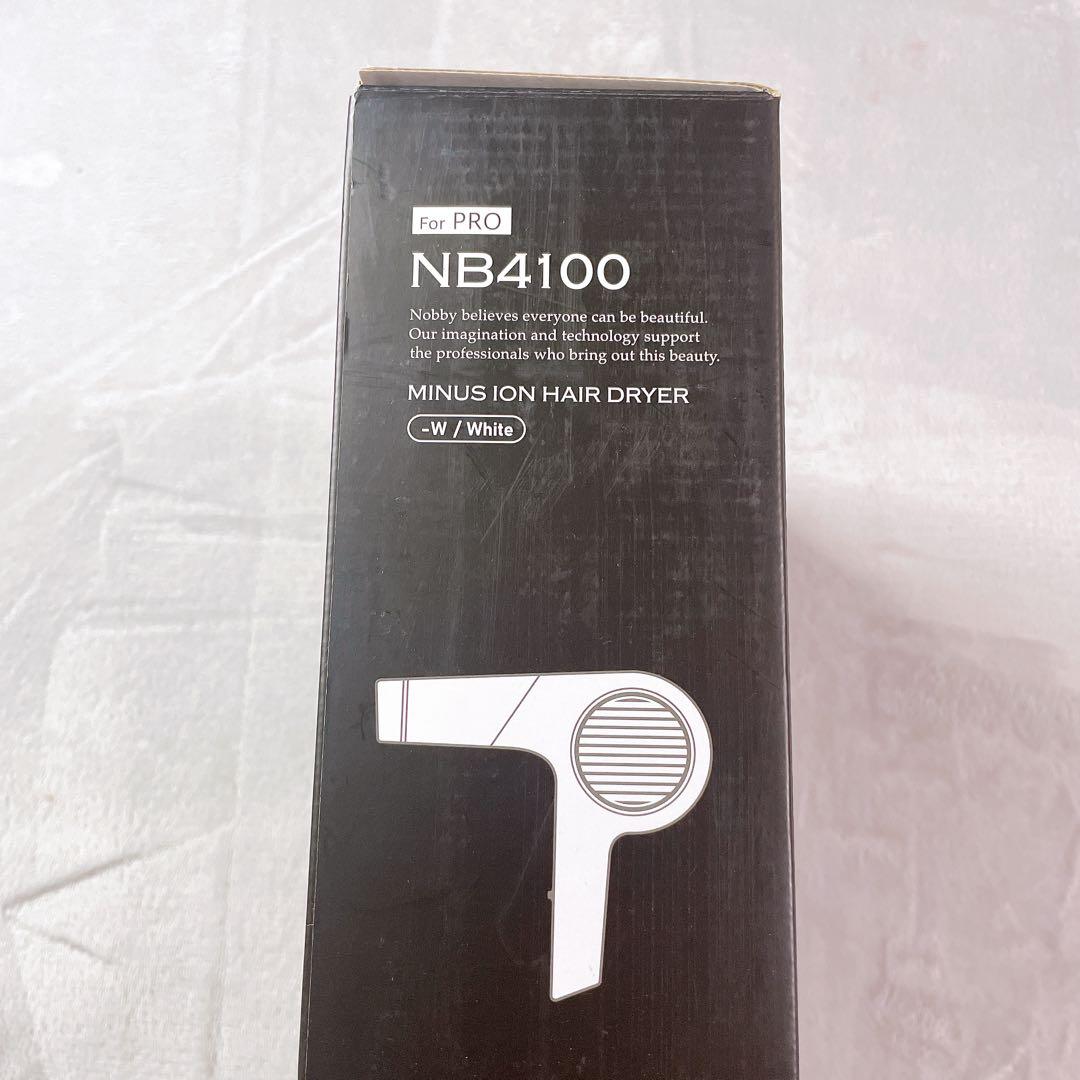 For PRO
NB4100
Nobby believes everyone can be beautiful.
Our imagination and technology support
the professionals who bring out this beauty.
MINUS ION HAIR DRYER
-W / White